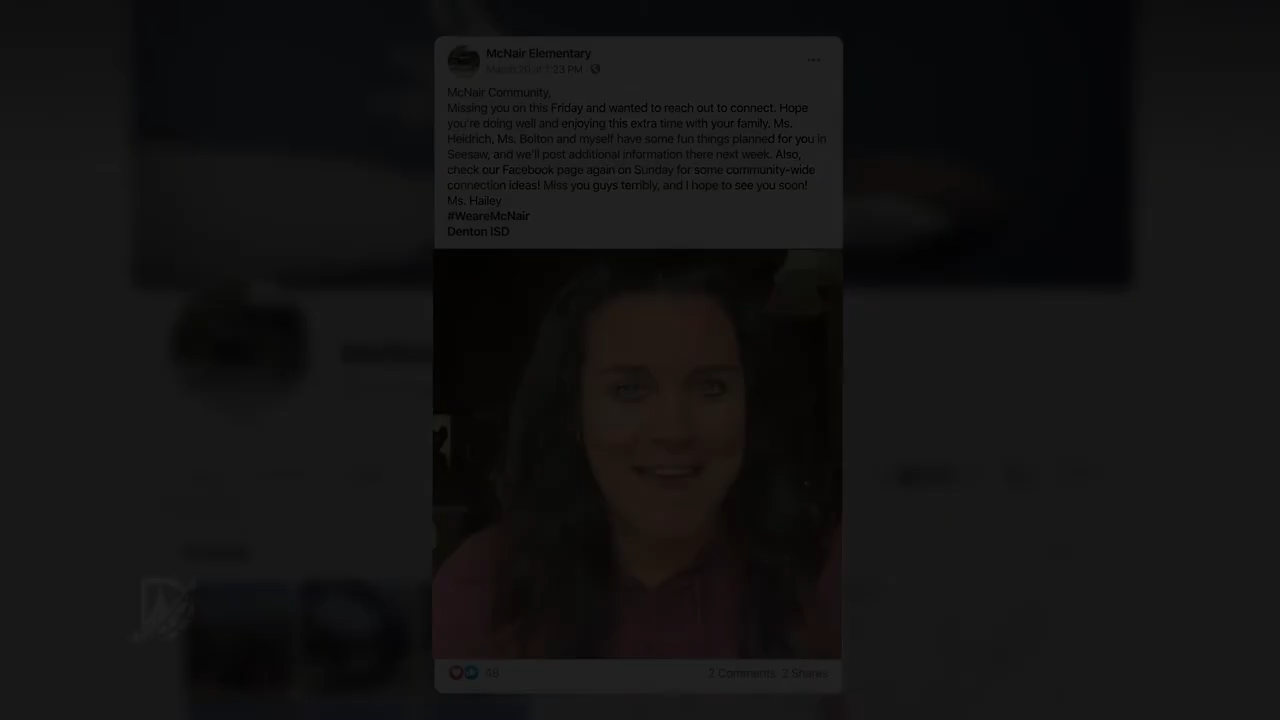 McNair Elementary
March 20 at 1:23 PM
McNair Community,
Missing you on this Friday and wanted to reach out to connect. Hope
you're doing well and enjoying this extra time with your family. Ms.
Heidrich, Ms. Bolton and myself have some fun things planned for you in
Seesaw, and we'll post additional information there next week. Also,
check our Facebook page again on Sunday for some community-wide
connection ideas! Miss you guys terribly, and I hope to see you soon!
Ms. Hailey
#WeareMcNair
Denton ISD
48
2 Comments 2 Shares